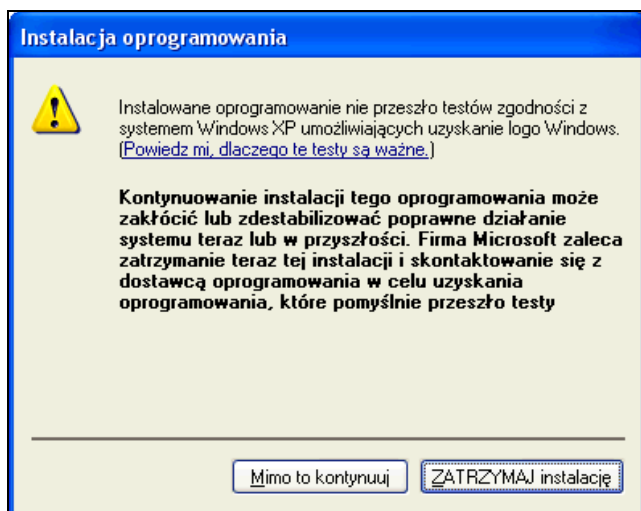 Instalacja oprogramowania
Instalowane oprogramowanie nie przeszło testów zgodności z
systemem Windows XP umożliwiających uzyskanie logo Windows.
(Powiedz mi, dlaczego te testy są ważne.)
Kontynuowanie instalacji tego oprogramowania może
zakłócić lub zdestabilizować poprawne działanie
systemu teraz lub w przyszłości. Firma Microsoft zaleca
zatrzymanie teraz tej instalacji i skontaktowanie się z
dostawcą oprogramowania w celu uzyskania
oprogramowania, które pomyślnie przeszło testy
Mimo to kontynuuj ZATRZYMAJ instalację